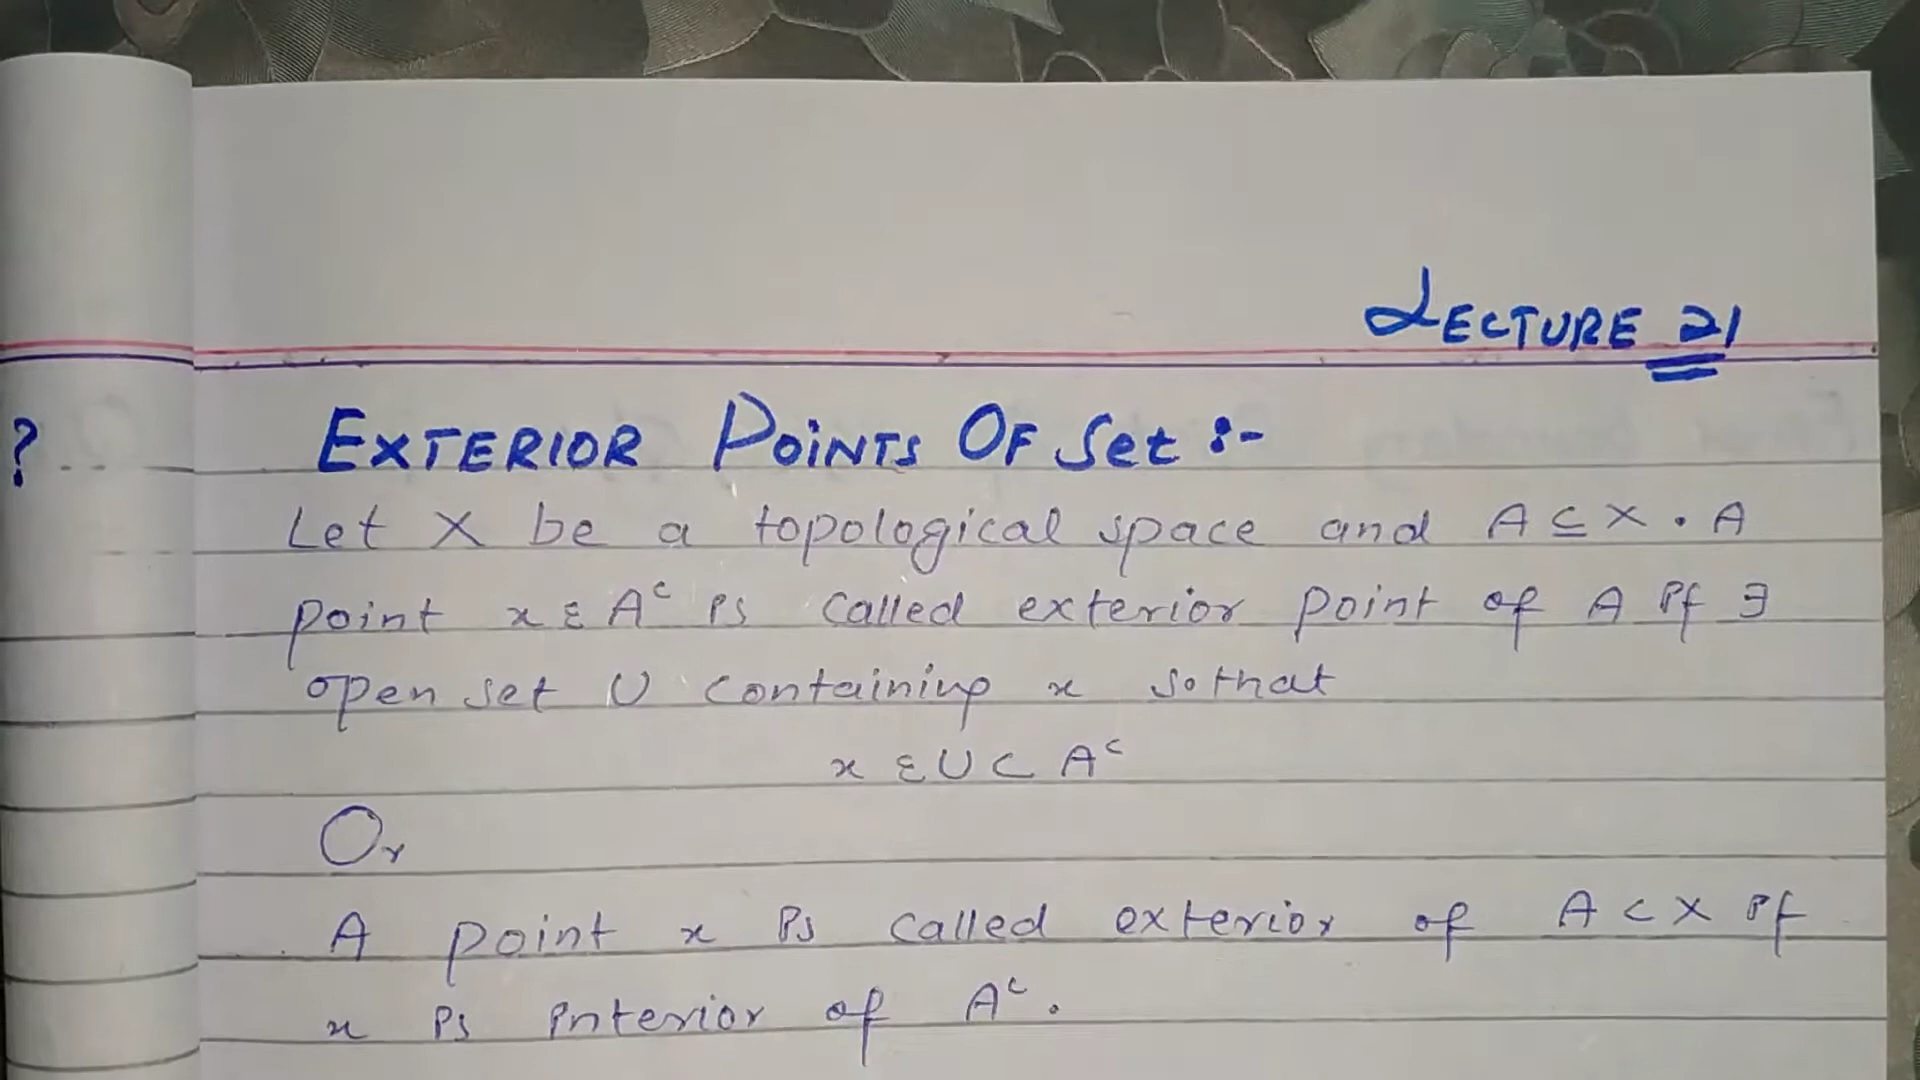 LECTURE 21
?
EXTERIOR POINTS OF Set :-
Let X be a topological space and A ⊆ X . A
point x ε Aᶜ is called exterior point of A if ∃
open set U containing x so that
x ε U ⊂ Aᶜ
Or
A point x is called exterior of A ⊂ X if
x is interior of Aᶜ .